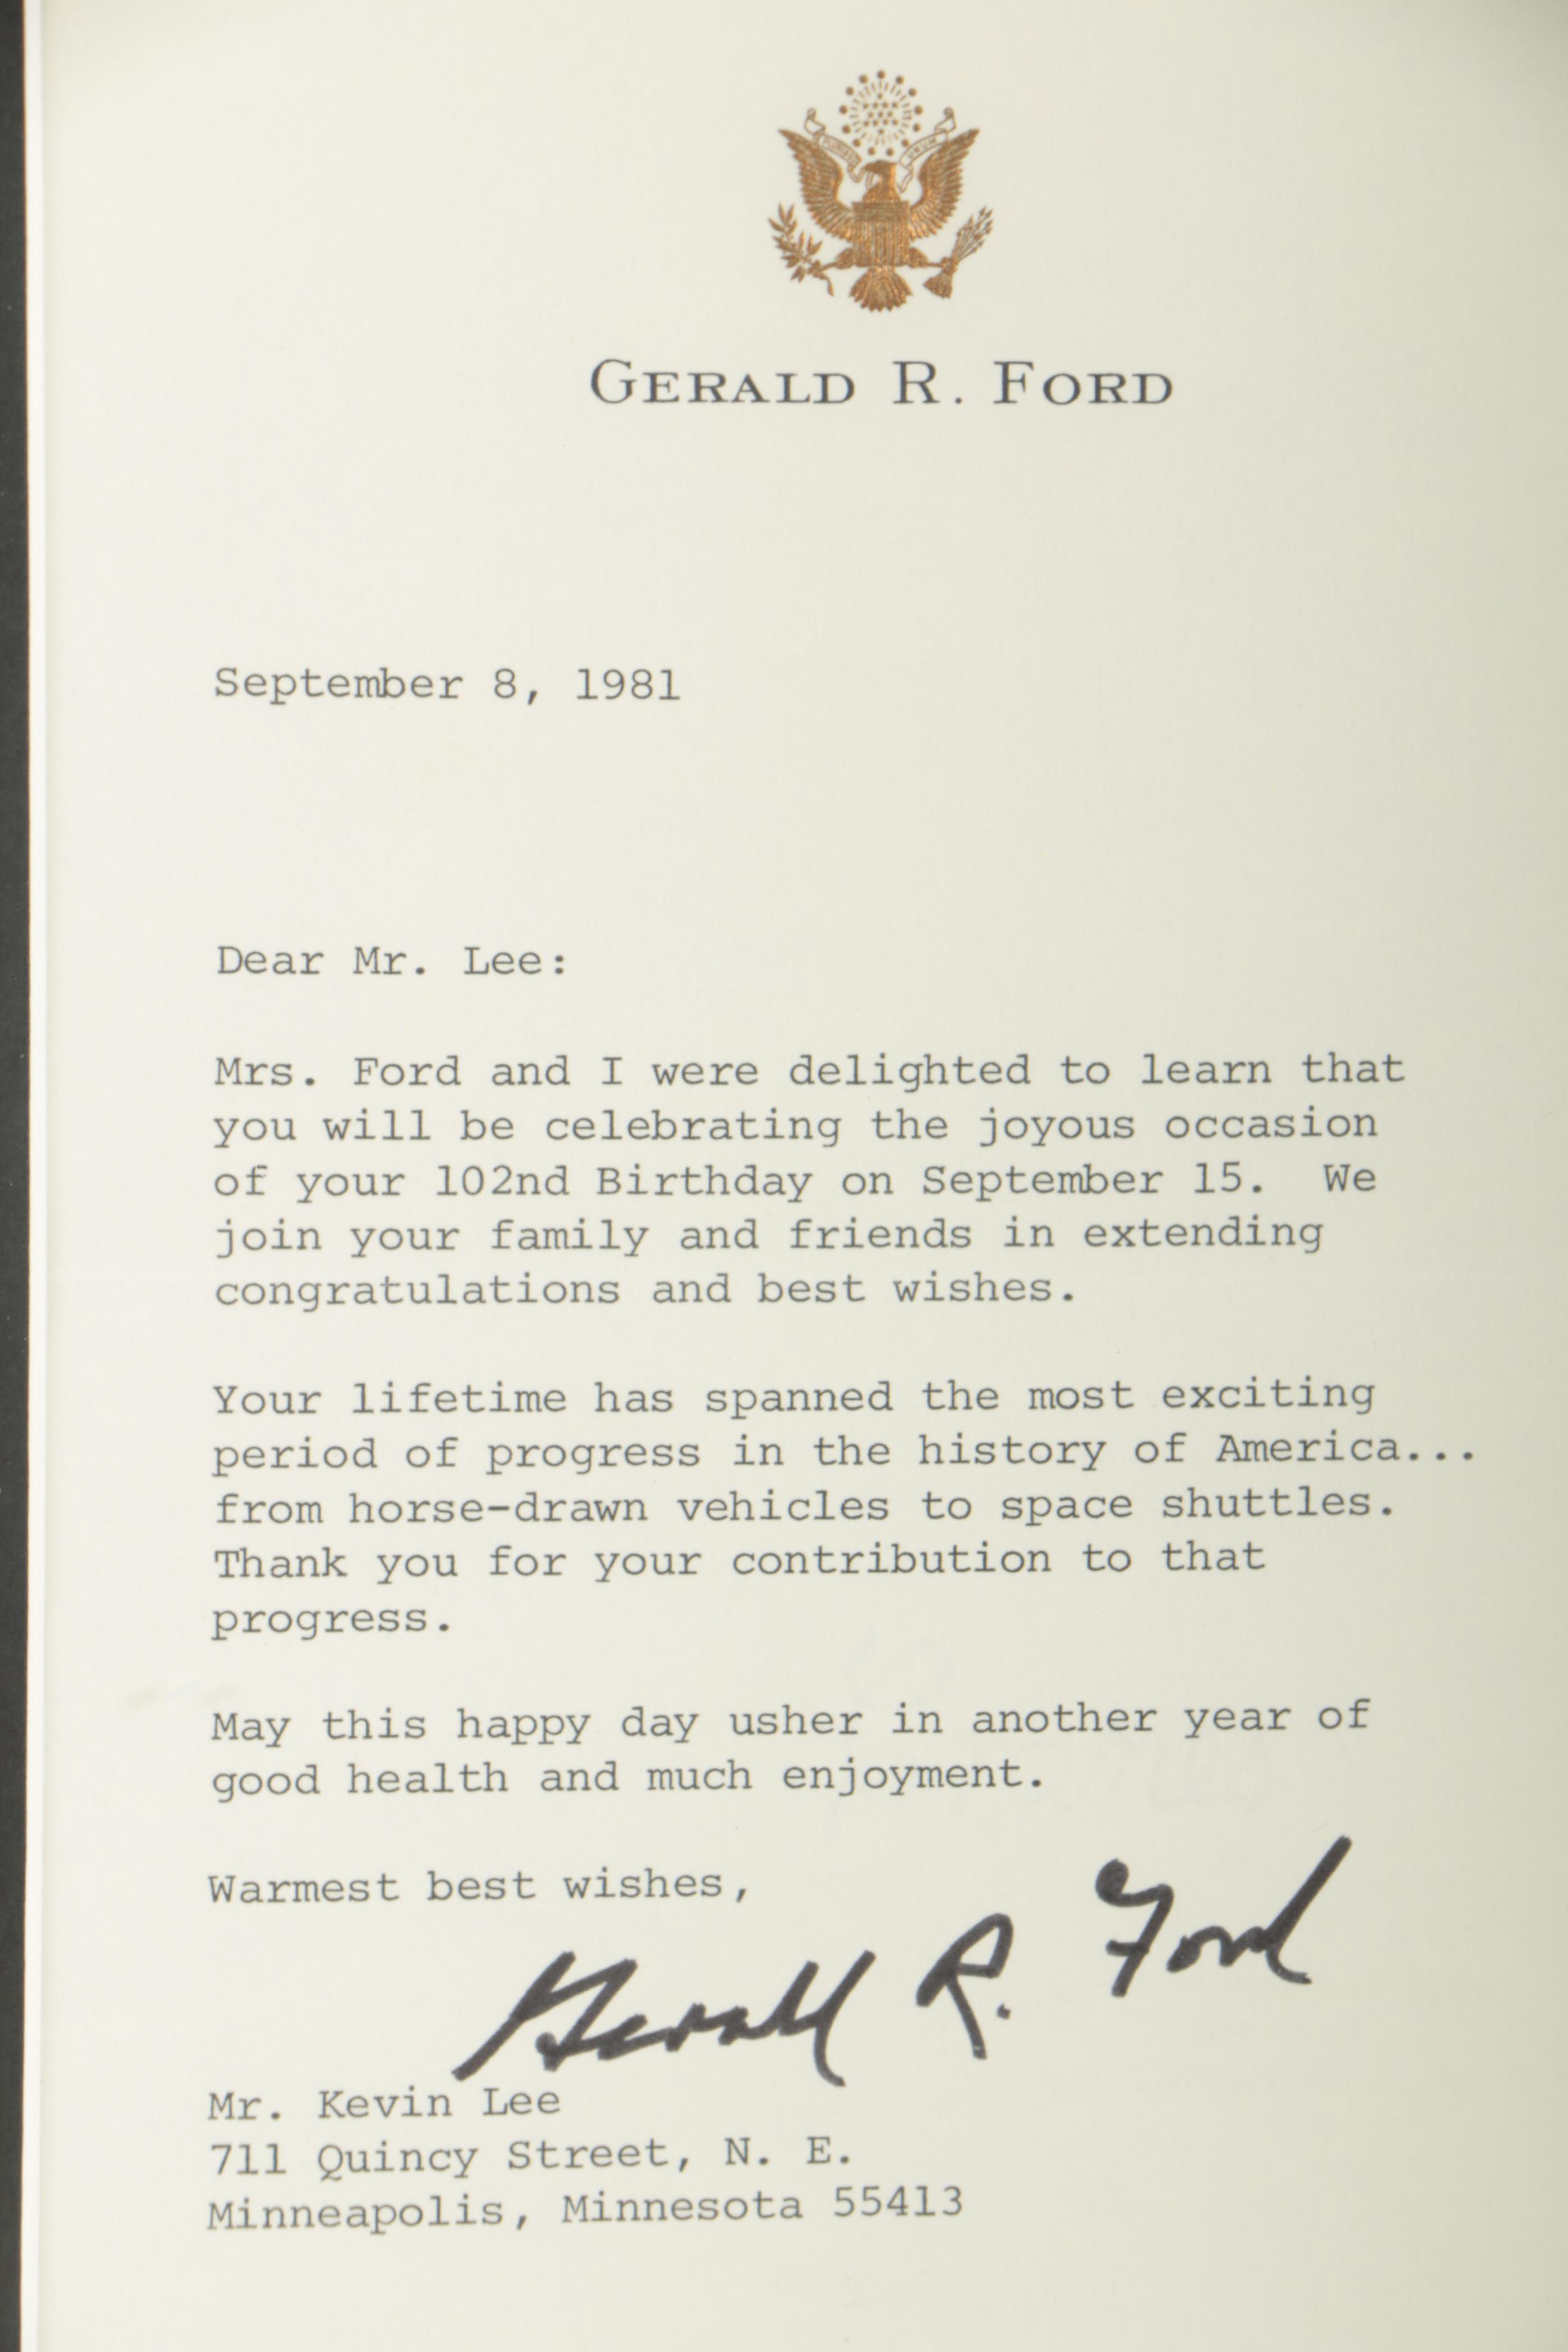 PLURIBUS UNUM
GERALD R. FORD
September 8, 1981
Dear Mr. Lee:
Mrs. Ford and I were delighted to learn that
you will be celebrating the joyous occasion
of your 102nd Birthday on September 15.  We
join your family and friends in extending
congratulations and best wishes.
Your lifetime has spanned the most exciting
period of progress in the history of America...
from horse-drawn vehicles to space shuttles.
Thank you for your contribution to that
progress.
May this happy day usher in another year of
good health and much enjoyment.
Warmest best wishes,
Gerald R. Ford
Mr. Kevin Lee
711 Quincy Street, N. E.
Minneapolis, Minnesota 55413